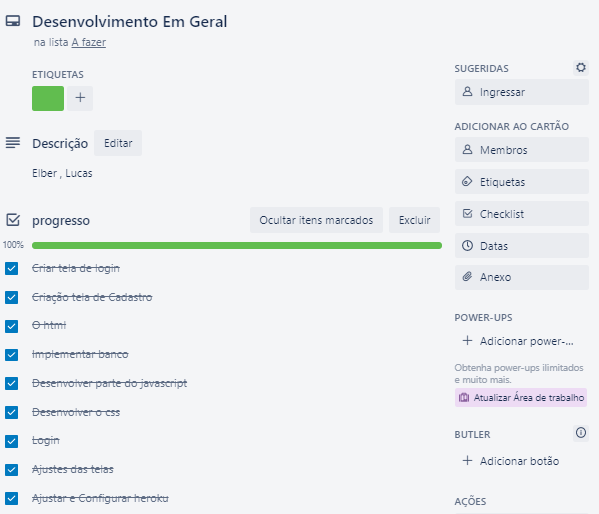 Desenvolvimento Em Geral
na lista A fazer
ETIQUETAS
Descrição Editar
Elber , Lucas
progresso Ocultar itens marcados Excluir
100%
Criar tela de login
Criação tela de Cadastro
O html
Implementar banco
Desenvolver parte do javascript
Desenvolver o css
Login
Ajustes das telas
Ajustar e Configurar heroku
SUGERIDAS
Ingressar
ADICIONAR AO CARTÃO
Membros
Etiquetas
Checklist
Datas
Anexo
POWER-UPS
Adicionar power-...
Obtenha power-ups ilimitados
e muito mais.
Atualizar Área de trabalho
BUTLER
Adicionar botão
AÇÕES